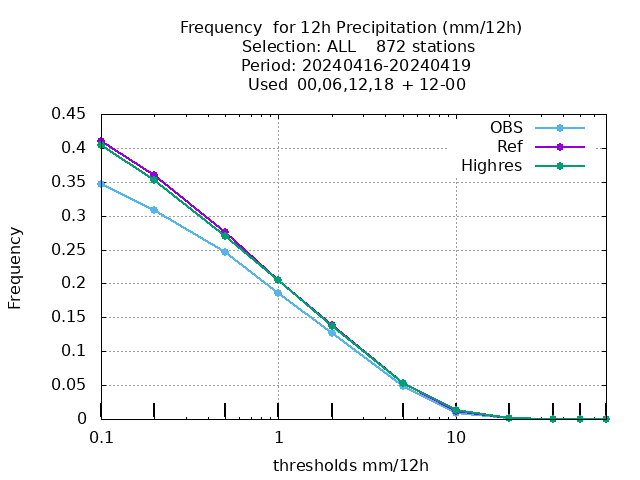 Frequency  for 12h Precipitation (mm/12h)
Selection: ALL    872 stations
Period: 20240416-20240419
Used  00,06,12,18  + 12-00
OBS
Ref
Highres
Frequency
0.45
0.4
0.35
0.3
0.25
0.2
0.15
0.1
0.05
0
0.1 1 10
thresholds mm/12h